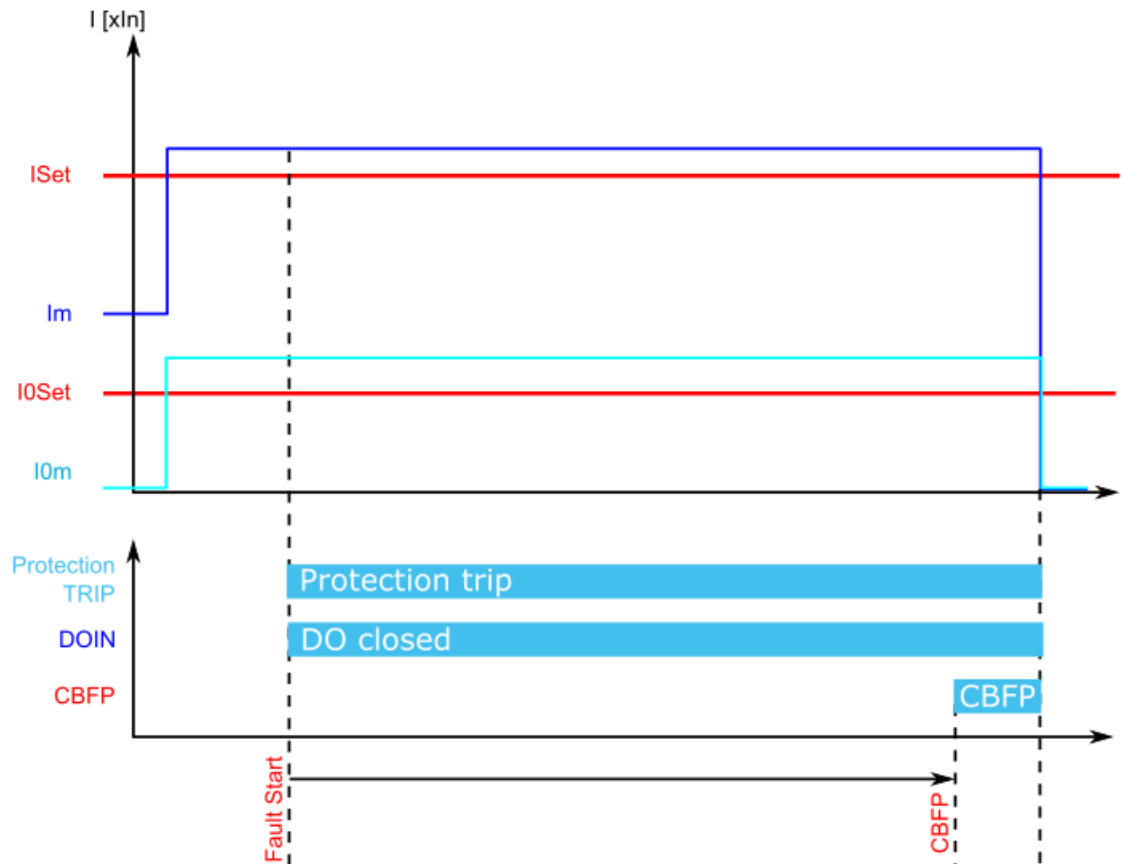 I [xIn]
ISet
Im
I0Set
I0m
Protection
TRIP
Protection trip
DOIN
DO closed
CBFP
CBFP
Fault Start
CBFP